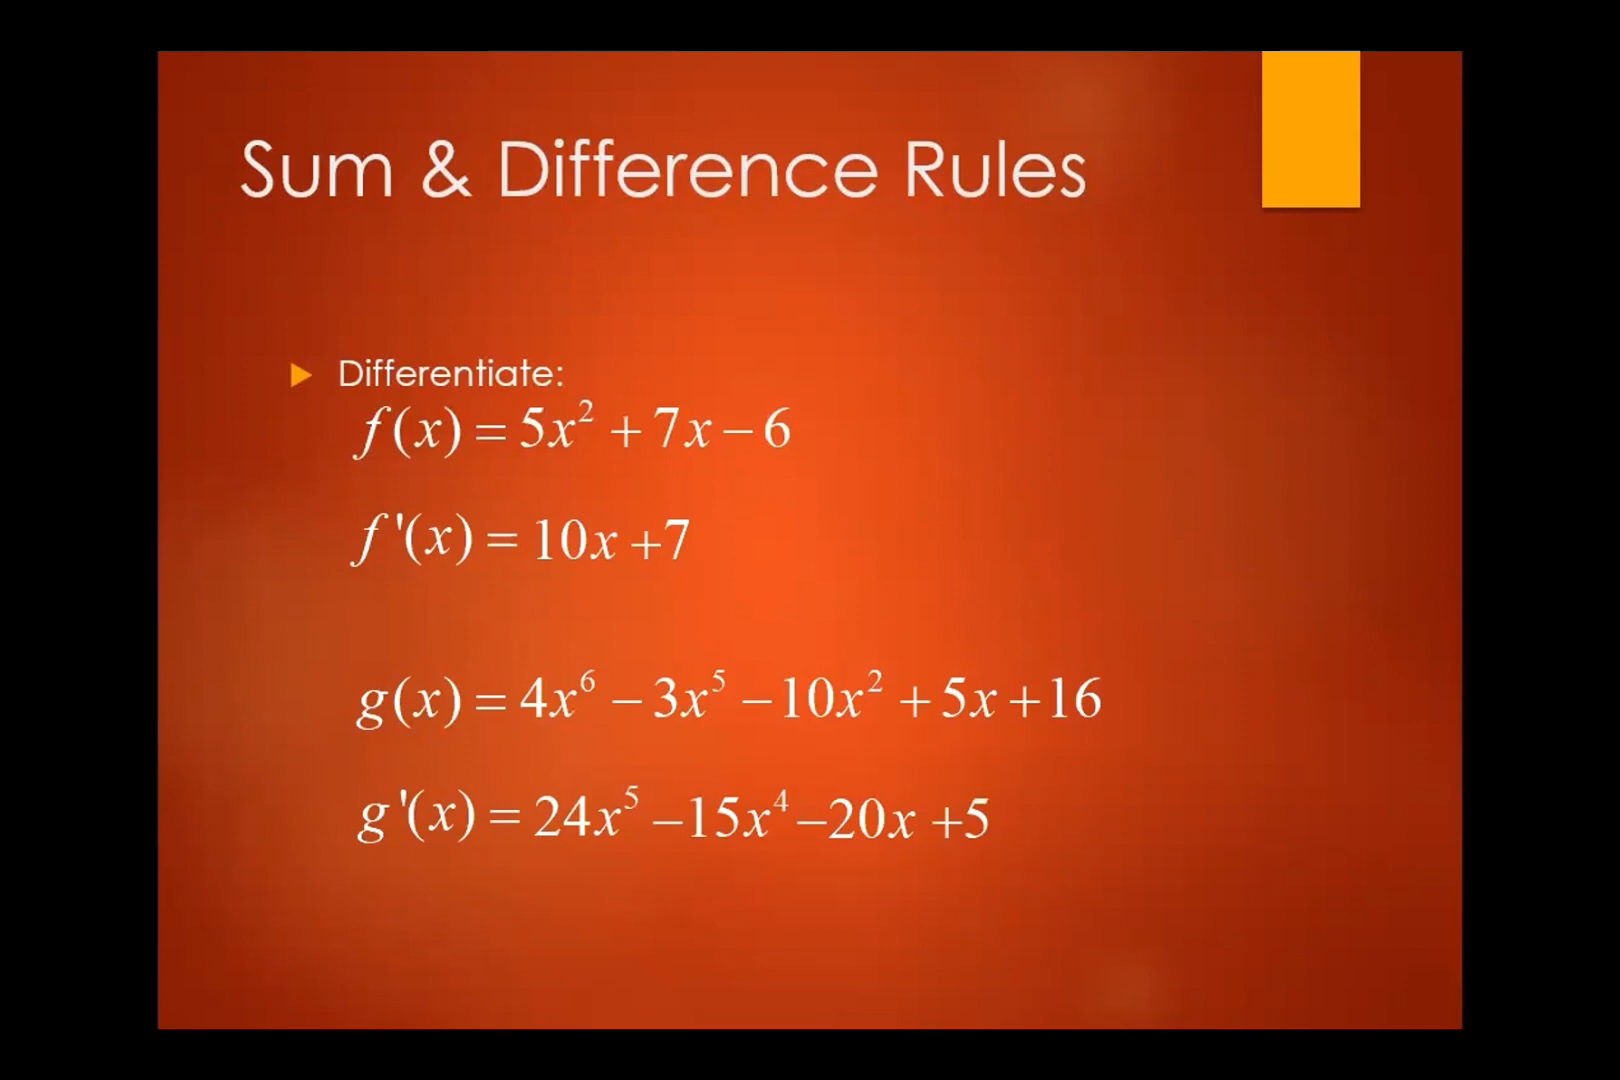 Sum & Difference Rules
Differentiate:
f(x) = 5x² + 7x − 6
f'(x) = 10x +7
g(x) = 4x⁶ − 3x⁵ − 10x² + 5x + 16
g'(x) = 24x⁵ −15x⁴ −20x +5